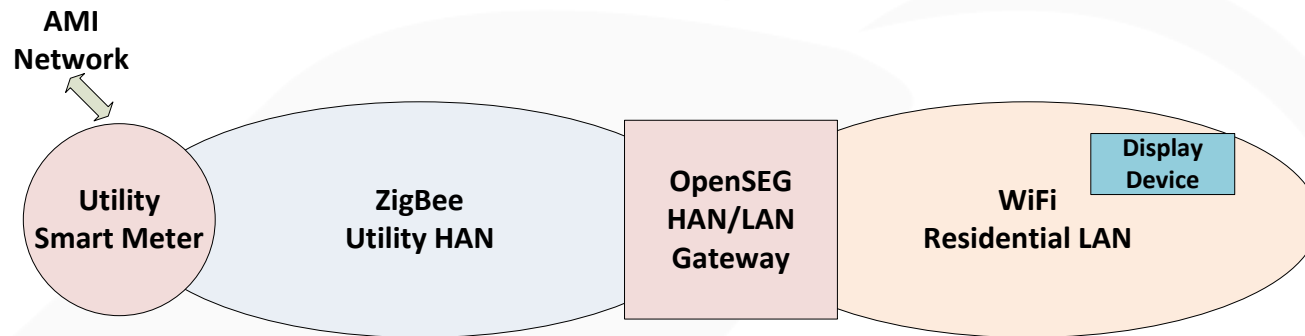 AMI
Network
Utility
Smart Meter
ZigBee
Utility HAN
OpenSEG
HAN/LAN
Gateway
WiFi
Residential LAN
Display
Device